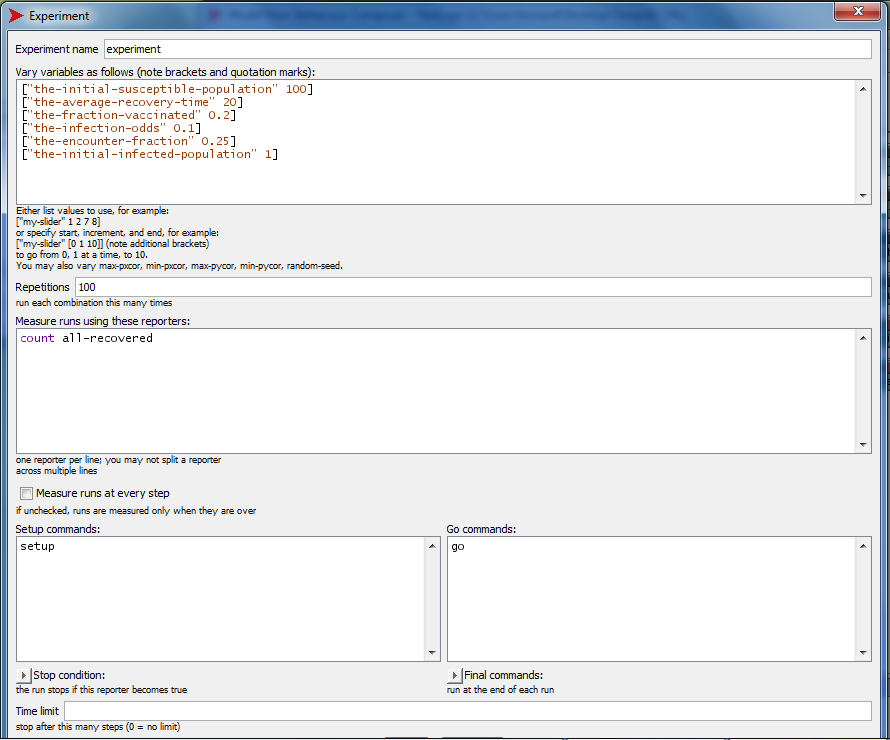 Experiment
Experiment name experiment
Vary variables as follows (note brackets and quotation marks):
["the-initial-susceptible-population" 100]
["the-average-recovery-time" 20]
["the-fraction-vaccinated" 0.2]
["the-infection-odds" 0.1]
["the-encounter-fraction" 0.25]
["the-initial-infected-population" 1]
Either list values to use, for example:
["my-slider" 1 2 7 8]
or specify start, increment, and end, for example:
["my-slider" [0 1 10]] (note additional brackets)
to go from 0, 1 at a time, to 10.
You may also vary max-pxcor, min-pxcor, max-pycor, min-pycor, random-seed.
Repetitions 100
run each combination this many times
Measure runs using these reporters:
count all-recovered
one reporter per line; you may not split a reporter
across multiple lines
Measure runs at every step
if unchecked, runs are measured only when they are over
Setup commands:
setup
Go commands:
go
Stop condition:
the run stops if this reporter becomes true
Final commands:
run at the end of each run
Time limit
stop after this many steps (0 = no limit)